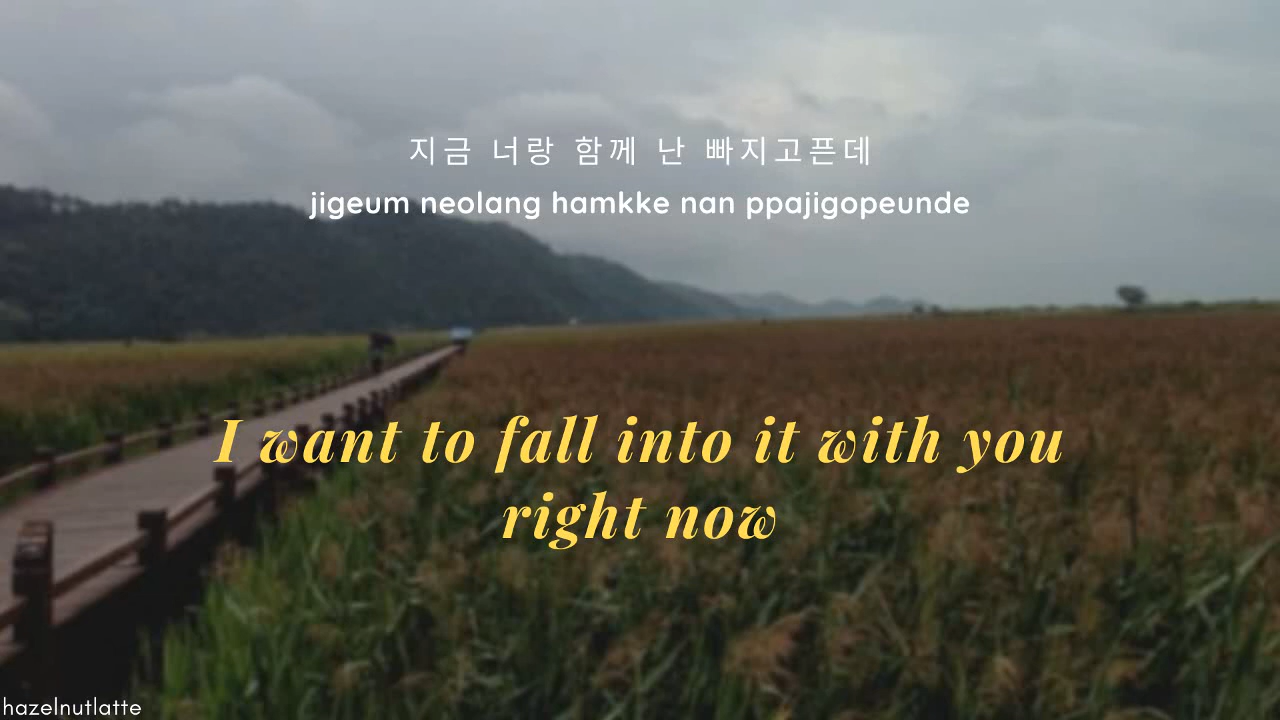 지금 너랑 함께 난 빠지고픈데
jigeum neolang hamkke nan ppajigopeunde
I want to fall into it with you
right now
hazelnutlatte